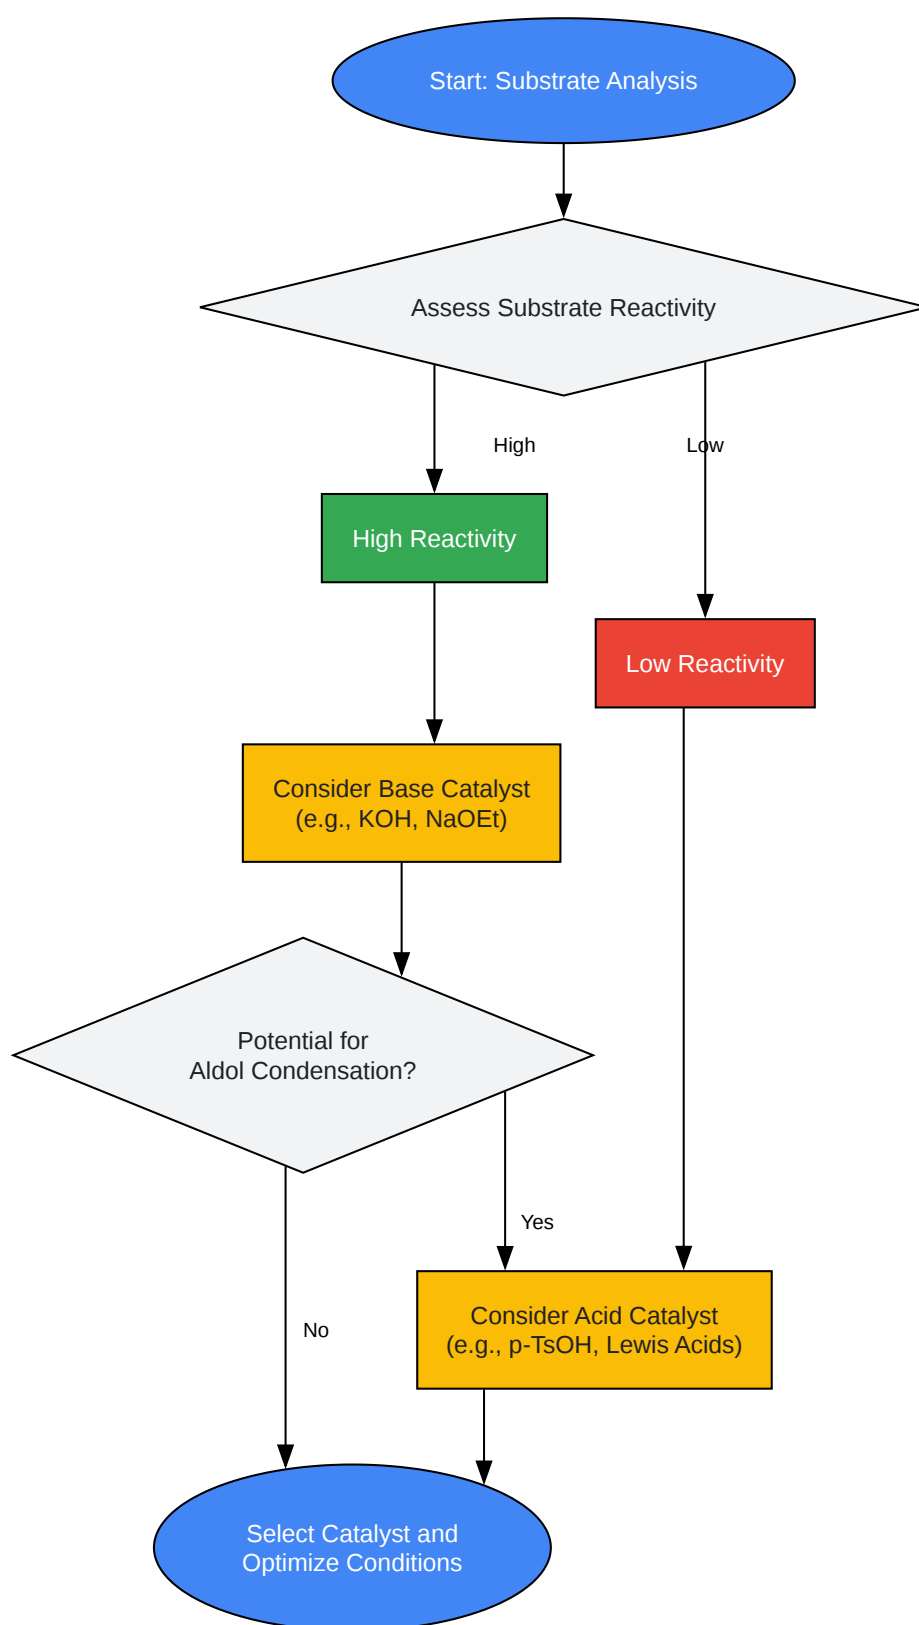 Start: Substrate Analysis
Assess Substrate Reactivity
High
Low
High Reactivity
Low Reactivity
Consider Base Catalyst
(e.g., KOH, NaOEt)
Potential for
Aldol Condensation?
Yes
Consider Acid Catalyst
(e.g., p-TsOH, Lewis Acids)
No
Select Catalyst and
Optimize Conditions